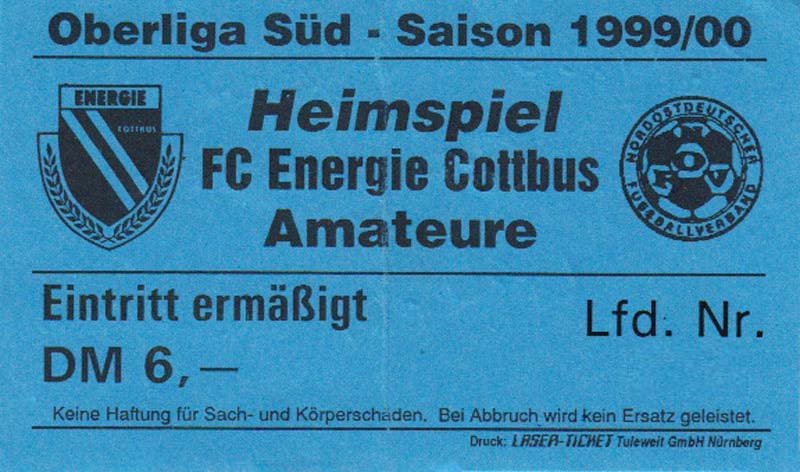 Oberliga Süd - Saison 1999/00
ENERGIE
COTTBUS
Heimspiel
FC Energie Cottbus
Amateure
NORDOSTDEUTSCHER
NOFV
FUSSBALLVERBAND
Eintritt ermäßigt
DM 6,—
Lfd. Nr.
Keine Haftung für Sach- und Körperschäden. Bei Abbruch wird kein Ersatz geleistet.
Druck: LASER-TICKET Tuleweit GmbH Nürnberg